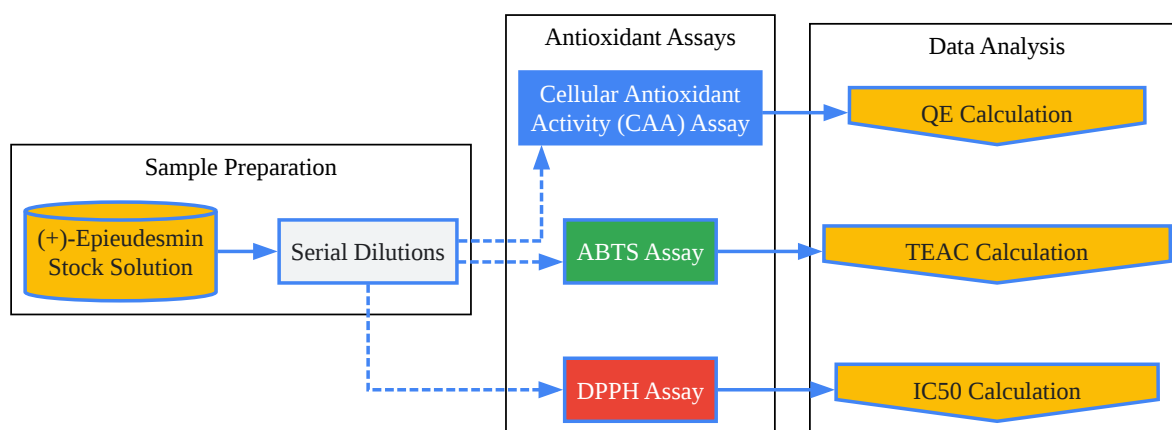 Antioxidant Assays
Data Analysis
Cellular Antioxidant
Activity (CAA) Assay
QE Calculation
Sample Preparation
(+)-Epieudesmin
Stock Solution
Serial Dilutions
ABTS Assay
TEAC Calculation
DPPH Assay
IC50 Calculation